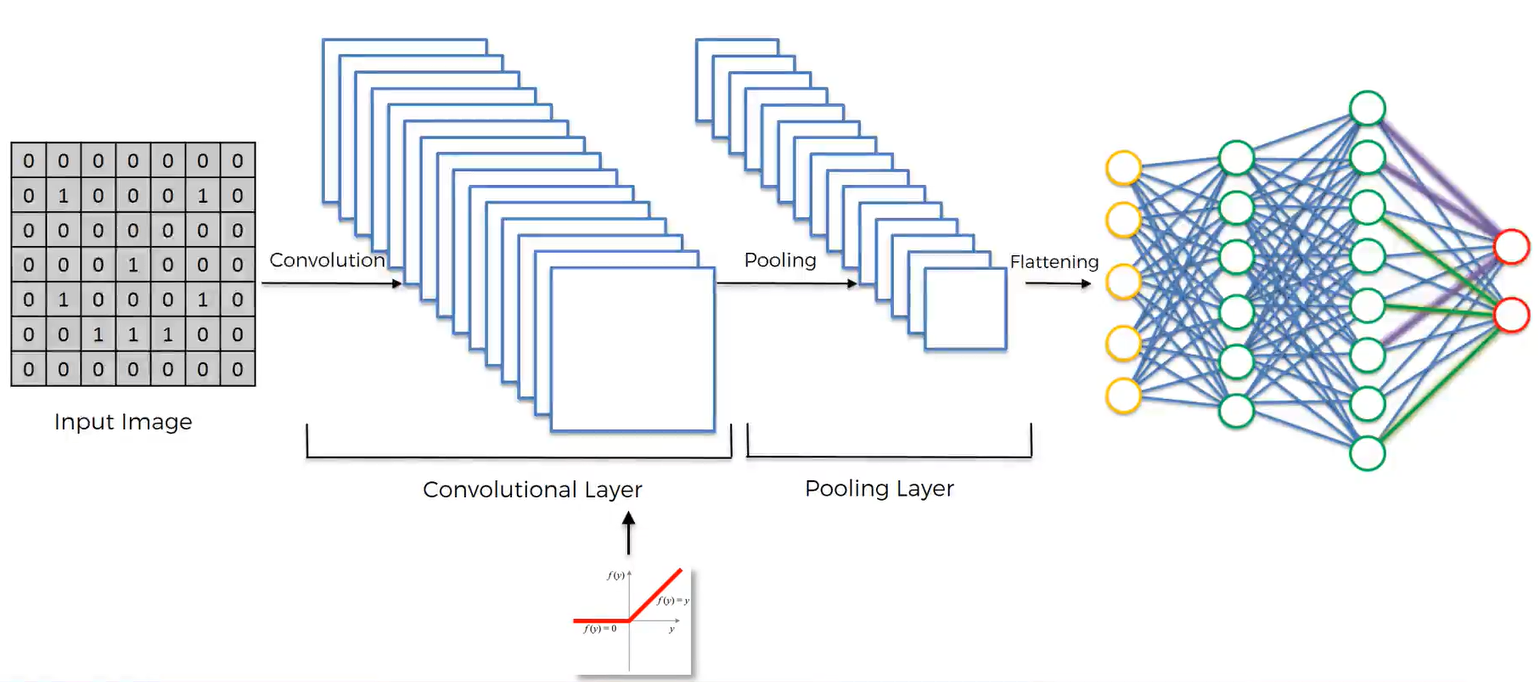 0 0 0 0 0 0 0
0 1 0 0 0 1 0
0 0 0 0 0 0 0
0 0 0 1 0 0 0
0 1 0 0 0 1 0
0 0 1 1 1 0 0
0 0 0 0 0 0 0
Input Image
Convolution
Convolutional Layer
Pooling
Pooling Layer
Flattening
f(y)
f(y) = y
f(y) = 0
y